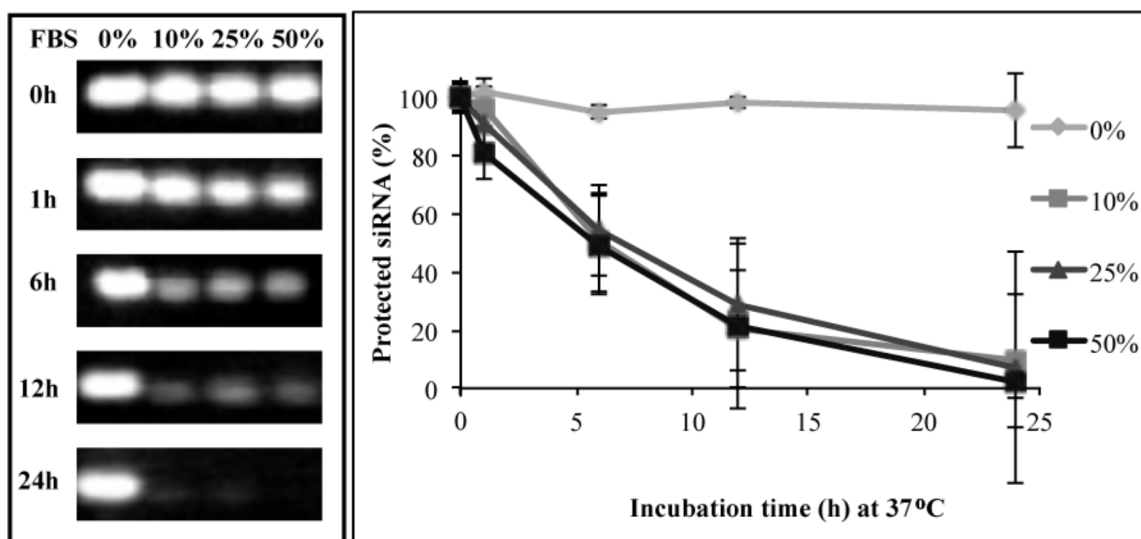 FBS 0% 10% 25% 50%
0h
1h
6h
12h
24h
Protected siRNA (%)
100
80
60
40
20
0
0 5 10 15 20 25
Incubation time (h) at 37ºC
0%
10%
25%
50%